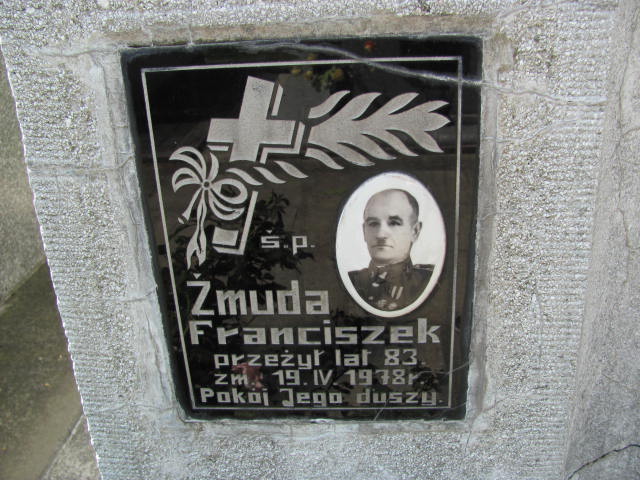 ś.p.
Żmuda
Franciszek
przeżył lat 83.
zm. 19.IV 1978r.
Pokój Jego duszy.